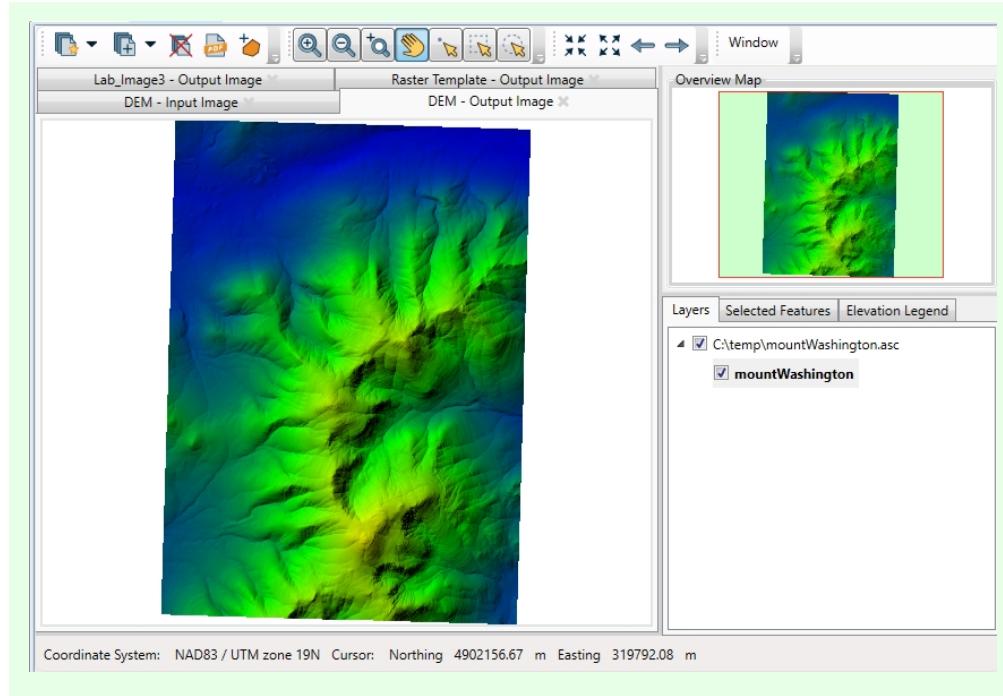 PDF
Window
Lab_Image3 - Output Image
Raster Template - Output Image
DEM - Input Image
DEM - Output Image
Overview Map
Layers
Selected Features
Elevation Legend
C:\temp\mountWashington.asc
mountWashington
Coordinate System: NAD83 / UTM zone 19N Cursor: Northing 4902156.67 m Easting 319792.08 m